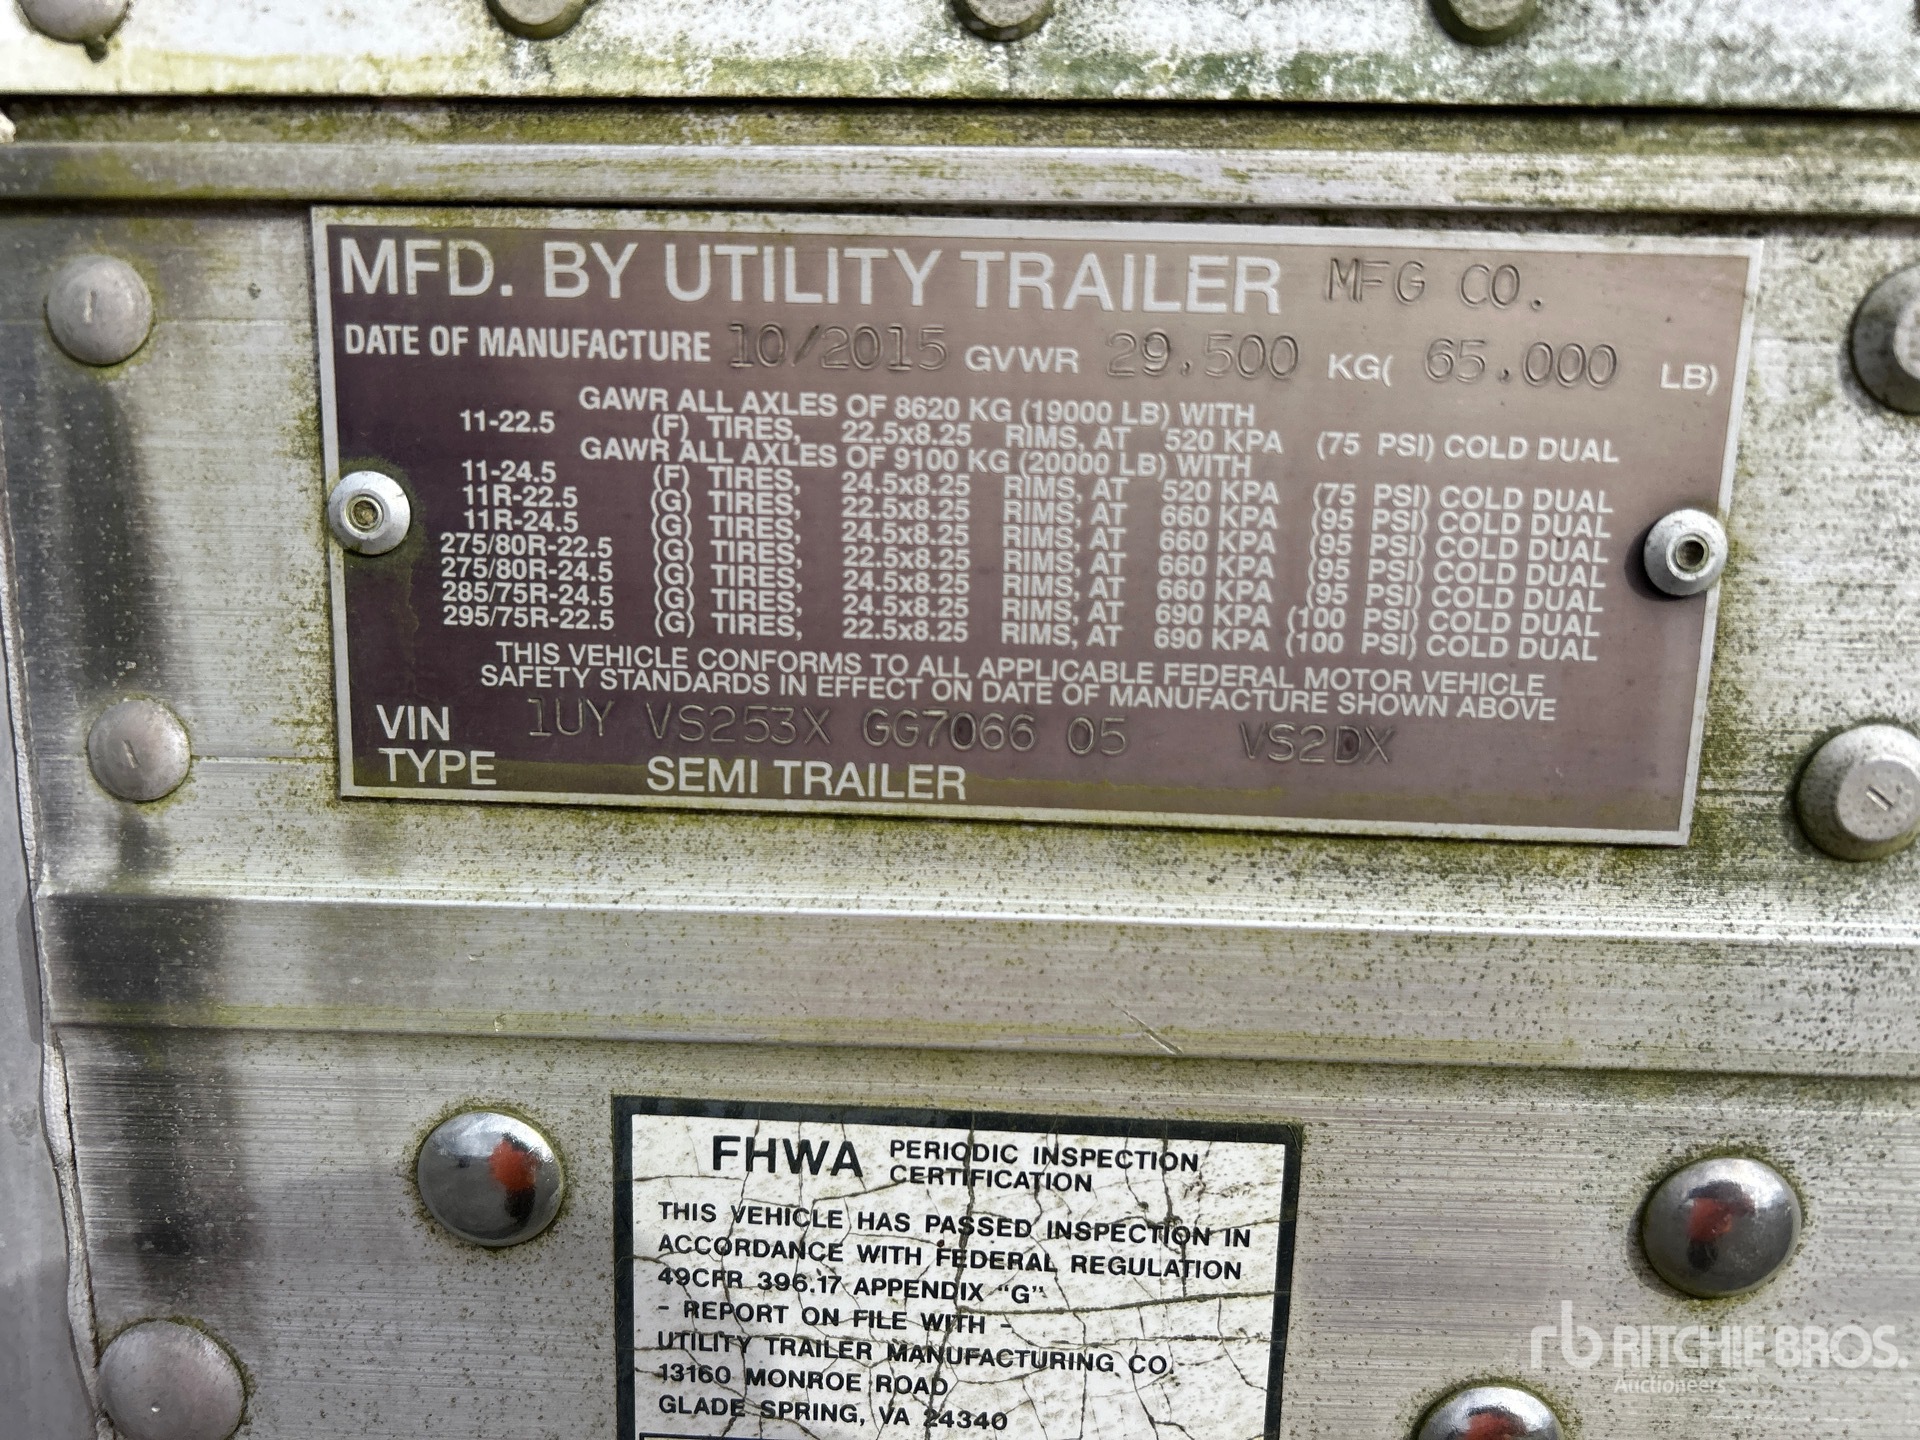 MFD. BY UTILITY TRAILER MFG CO.
DATE OF MANUFACTURE 10/2015 GVWR 29,500 KG( 65,000 LB)
GAWR ALL AXLES OF 8620 KG (19000 LB) WITH
11-22.5 (F) TIRES, 22.5x8.25 RIMS, AT 520 KPA (75 PSI) COLD DUAL
GAWR ALL AXLES OF 9100 KG (20000 LB) WITH
11-24.5 (F) TIRES, 24.5x8.25 RIMS, AT 520 KPA (75 PSI) COLD DUAL
11R-22.5 (G) TIRES, 22.5x8.25 RIMS, AT 660 KPA (95 PSI) COLD DUAL
11R-24.5 (G) TIRES, 24.5x8.25 RIMS, AT 660 KPA (95 PSI) COLD DUAL
275/80R-22.5 (G) TIRES, 22.5x8.25 RIMS, AT 660 KPA (95 PSI) COLD DUAL
275/80R-24.5 (G) TIRES, 24.5x8.25 RIMS, AT 660 KPA (95 PSI) COLD DUAL
285/75R-24.5 (G) TIRES, 24.5x8.25 RIMS, AT 690 KPA (100 PSI) COLD DUAL
295/75R-22.5 (G) TIRES, 22.5x8.25 RIMS, AT 690 KPA (100 PSI) COLD DUAL
THIS VEHICLE CONFORMS TO ALL APPLICABLE FEDERAL MOTOR VEHICLE
SAFETY STANDARDS IN EFFECT ON DATE OF MANUFACTURE SHOWN ABOVE
VIN 1UY VS253X GG7066 05 VS2DX
TYPE SEMI TRAILER
FHWA PERIODIC INSPECTION
CERTIFICATION
THIS VEHICLE HAS PASSED INSPECTION IN
ACCORDANCE WITH FEDERAL REGULATION
49CFR 396.17 APPENDIX "G"
- REPORT ON FILE WITH -
UTILITY TRAILER MANUFACTURING CO.
13160 MONROE ROAD
GLADE SPRING, VA 24340
rb RITCHIE BROS.
Auctioneers